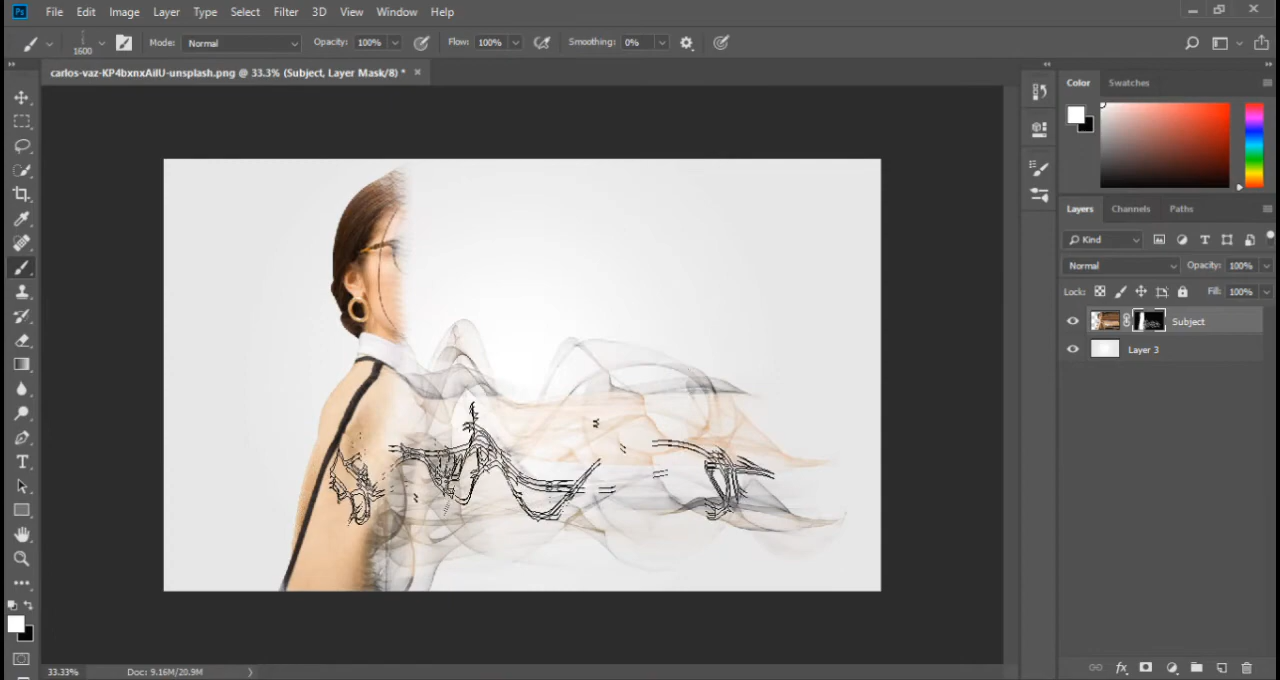 Ps File Edit Image Layer Type Select Filter 3D View Window Help
1600 Mode: Normal Opacity: 100% Flow: 100% Smoothing: 0%
carlos-vaz-KP4bxnxAilU-unsplash.png @ 33.3% (Subject, Layer Mask/8) * ×
Color Swatches
Layers Channels Paths
Kind
Normal Opacity: 100%
Lock: Fill: 100%
Subject
Layer 3
33.33% Doc: 9.16M/20.9M
fx